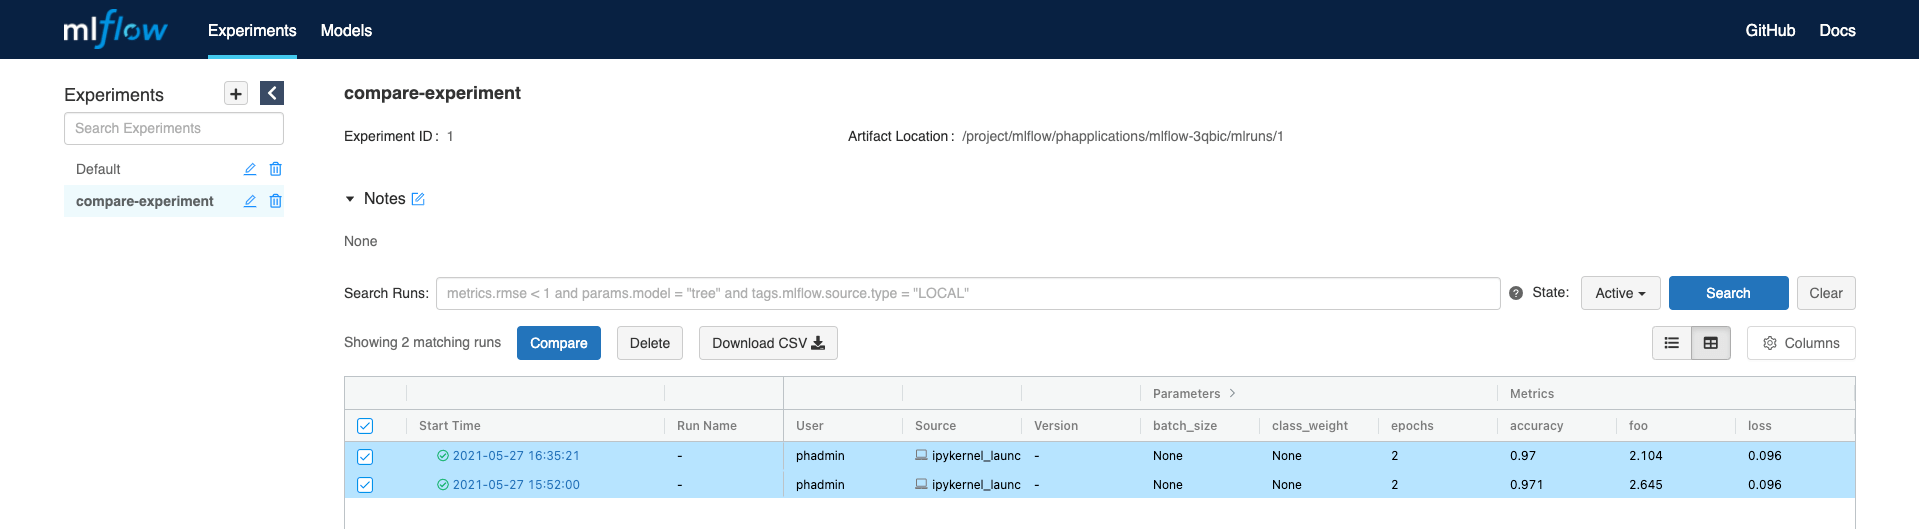 mlflow Experiments Models GitHub Docs
Experiments
Search Experiments
Default
compare-experiment
compare-experiment
Experiment ID: 1 Artifact Location: /project/mlflow/phapplications/mlflow-3qbic/mlruns/1
Notes
None
Search Runs: metrics.rmse < 1 and params.model = "tree" and tags.mlflow.source.type = "LOCAL" ? State: Active Search Clear
Showing 2 matching runs Compare Delete Download CSV Columns
Parameters > Metrics
Start Time Run Name User Source Version batch_size class_weight epochs accuracy foo loss
2021-05-27 16:35:21 - phadmin ipykernel_launc - None None 2 0.97 2.104 0.096
2021-05-27 15:52:00 - phadmin ipykernel_launc - None None 2 0.971 2.645 0.096